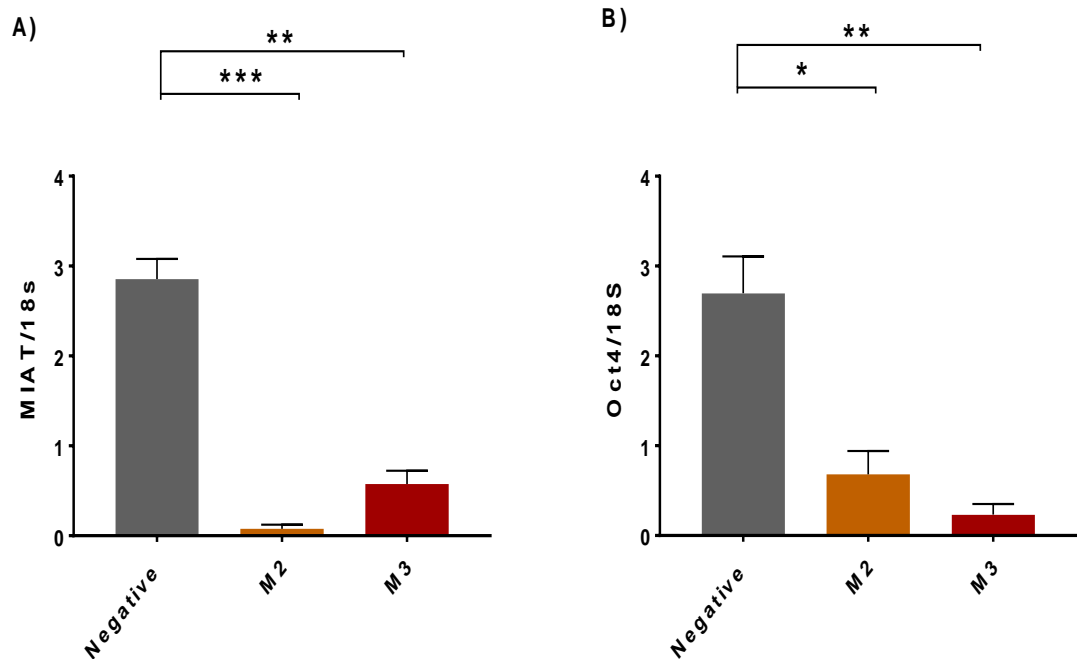 A)
**
***
MIAT/18s
4
3
2
1
0
Negative
M2
M3
B)
**
*
Oct4/18S
4
3
2
1
0
Negative
M2
M3